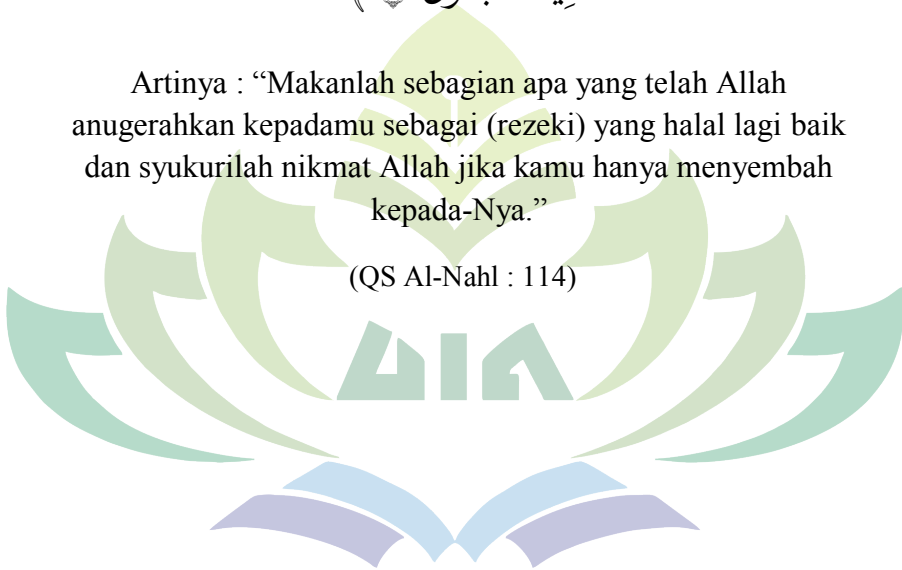 Artinya : “Makanlah sebagian apa yang telah Allah
anugerahkan kepadamu sebagai (rezeki) yang halal lagi baik
dan syukurilah nikmat Allah jika kamu hanya menyembah
kepada-Nya.”
(QS Al-Nahl : 114)
UIN